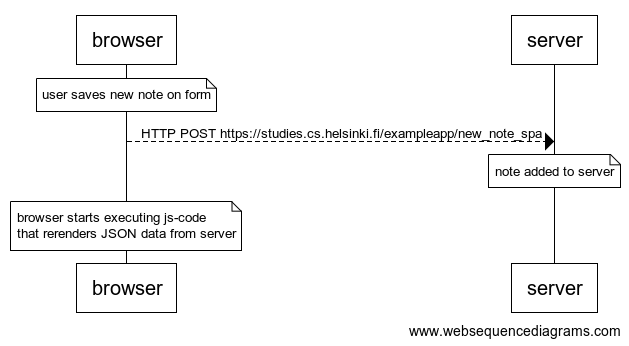 browser
server
user saves new note on form
HTTP POST https://studies.cs.helsinki.fi/exampleapp/new_note_spa
note added to server
browser starts executing js-code
that rerenders JSON data from server
browser
server
www.websequencediagrams.com